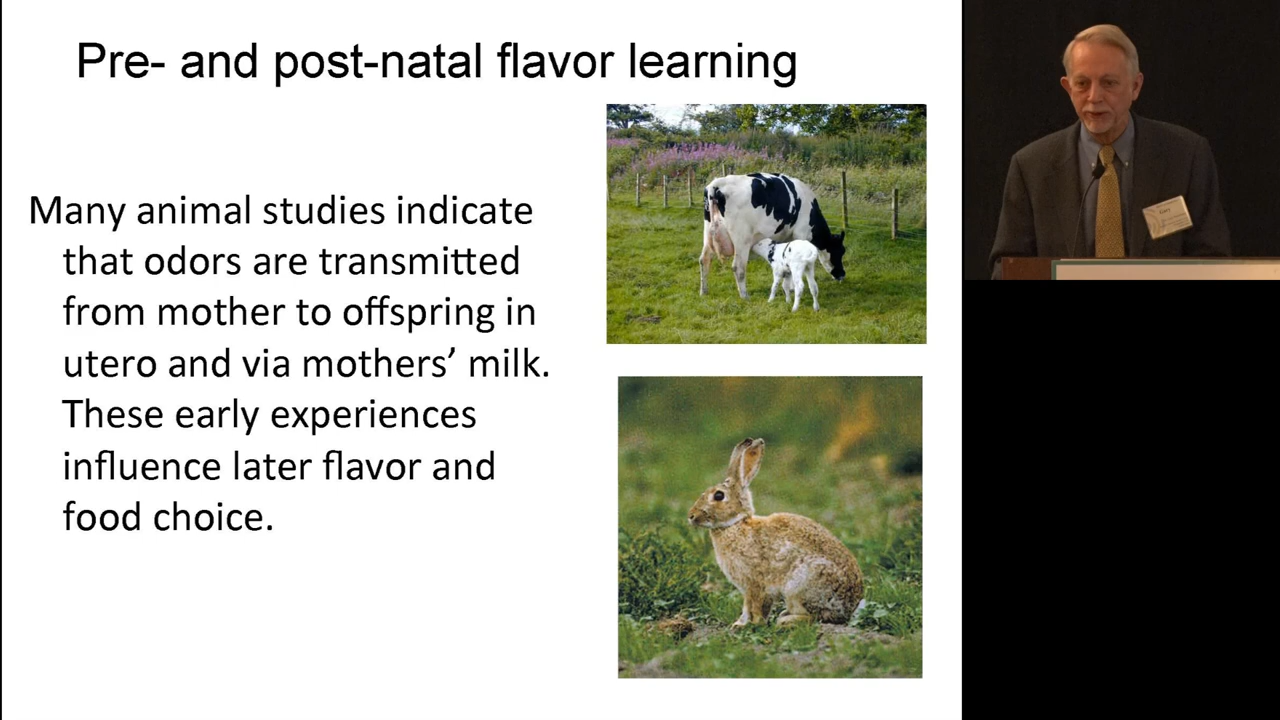 Pre- and post-natal flavor learning
Many animal studies indicate
that odors are transmitted
from mother to offspring in
utero and via mothers’ milk.
These early experiences
influence later flavor and
food choice.
Gary